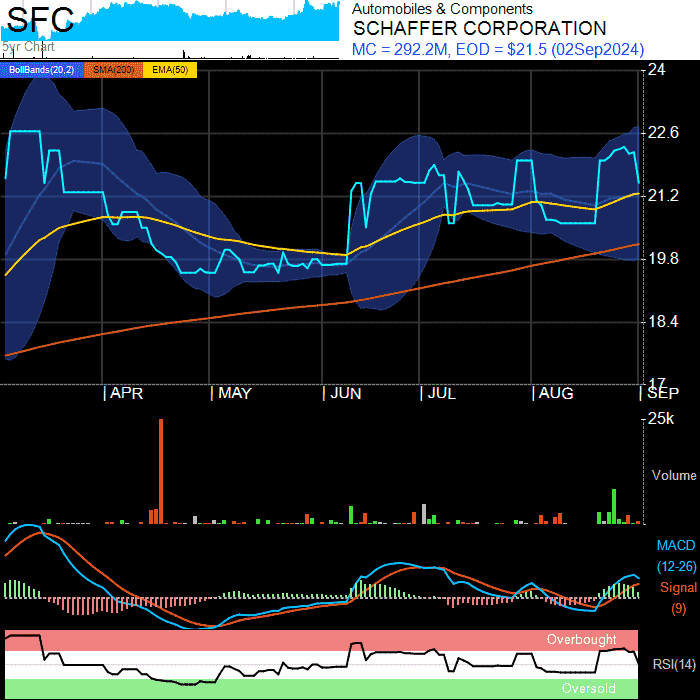 SFC
5yr Chart
Automobiles & Components
SCHAFFER CORPORATION
MC = 292.2M, EOD = $21.5 (02Sep2024)
BollBands(20,2) SMA(200) EMA(50)
24
22.6
21.2
19.8
18.4
17
APR MAY JUN JUL AUG SEP
25k
Volume
MACD
(12-26)
Signal
(9)
Overbought
RSI(14)
Oversold